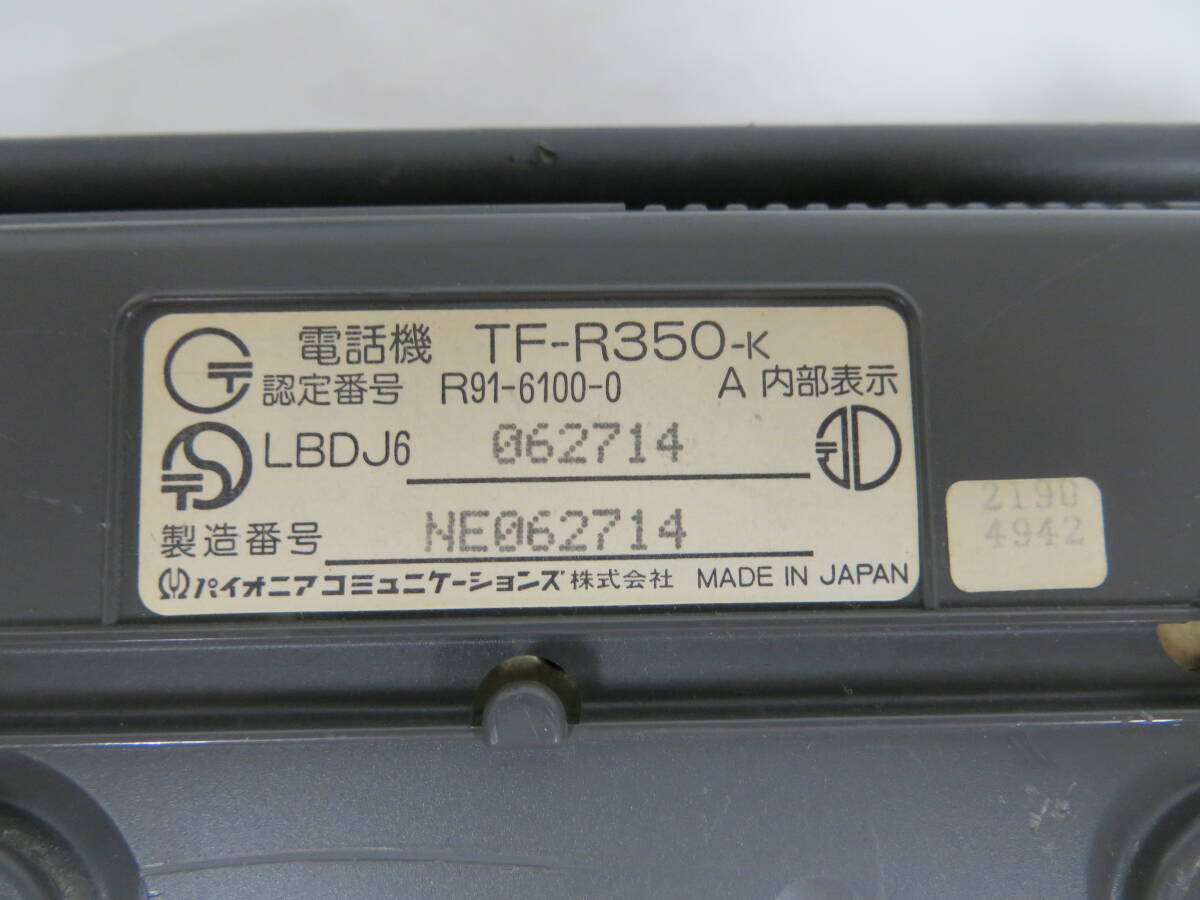 電話機 TF-R350-K
認定番号 R91-6100-0 A 内部表示
LBDJ6 062714
製造番号 NE062714
パイオニアコミュニケーションズ株式会社 MADE IN JAPAN
2190
4942